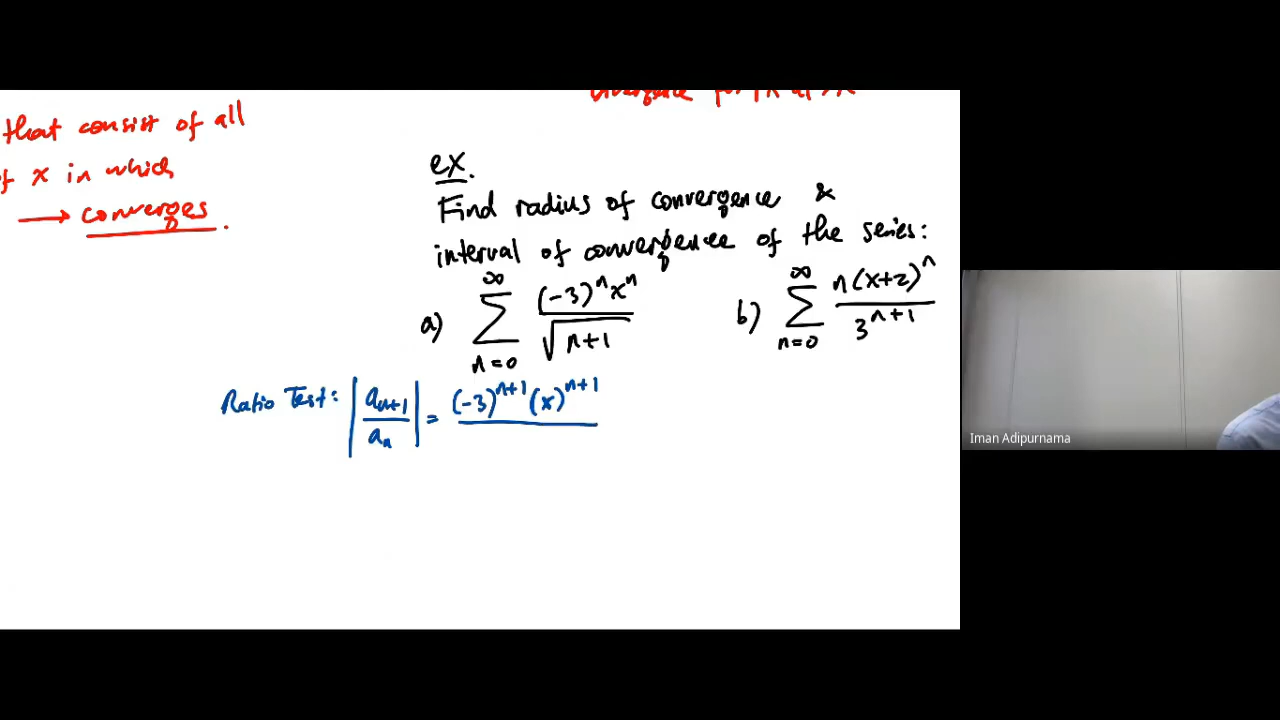 that consist of all
x in which
→ converges.
ex.
Find radius of convergence &
interval of convergence of the series:
a) ∑_{n=0}^{∞} (-3)^n x^n / √(n+1)
b) ∑_{n=0}^{∞} n(x+2)^n / 3^{n+1}
Ratio Test: |a_{n+1} / a_n| = (-3)^{n+1} (x)^{n+1}
Iman Adipurnama